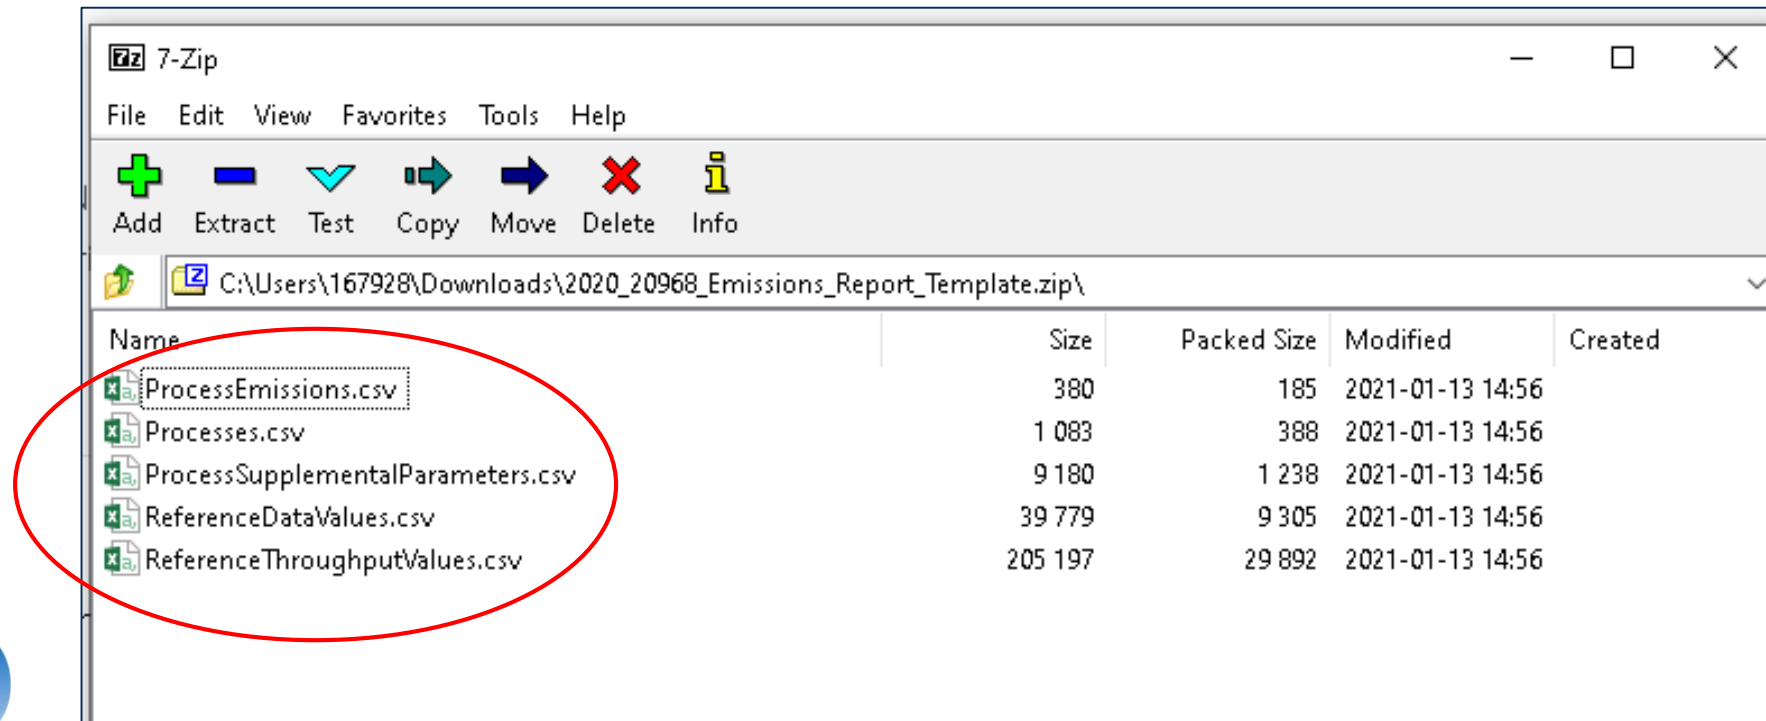 7z 7-Zip
File Edit View Favorites Tools Help
Add Extract Test Copy Move Delete Info
C:\Users\167928\Downloads\2020_20968_Emissions_Report_Template.zip\
Name Size Packed Size Modified Created
ProcessEmissions.csv 380 185 2021-01-13 14:56
Processes.csv 1 083 388 2021-01-13 14:56
ProcessSupplementalParameters.csv 9 180 1 238 2021-01-13 14:56
ReferenceDataValues.csv 39 779 9 305 2021-01-13 14:56
ReferenceThroughputValues.csv 205 197 29 892 2021-01-13 14:56